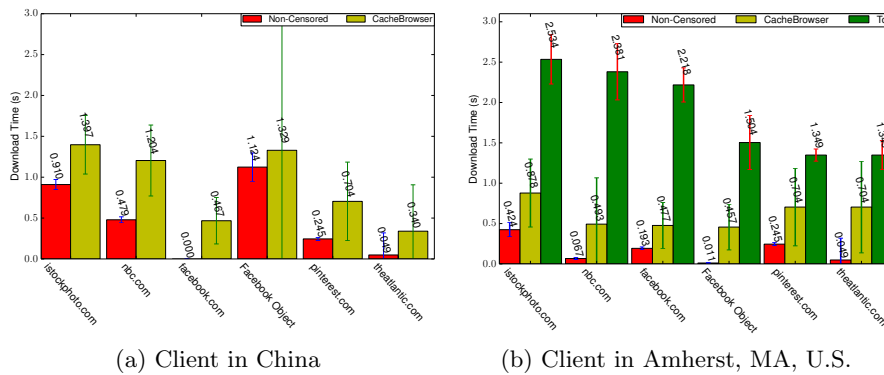 Non-Censored CacheBrowser
Download Time (s)
3.0
2.5
2.0
1.5
1.0
0.5
0.0
0.910
1.397
0.479
1.204
0.000
0.467
1.124
1.329
0.245
0.704
0.049
0.340
istockphoto.com
nbc.com
facebook.com
Facebook Object
pinterest.com
theatlantic.com
(a) Client in China
Non-Censored CacheBrowser To
Download Time (s)
3.0
2.5
2.0
1.5
1.0
0.5
0.0
0.424
0.878
2.534
0.067
0.493
2.381
0.193
0.477
2.218
0.011
0.457
1.504
0.245
0.704
1.349
0.049
0.704
1.34
istockphoto.com
nbc.com
facebook.com
Facebook Object
pinterest.com
theatlantic.com
(b) Client in Amherst, MA, U.S.